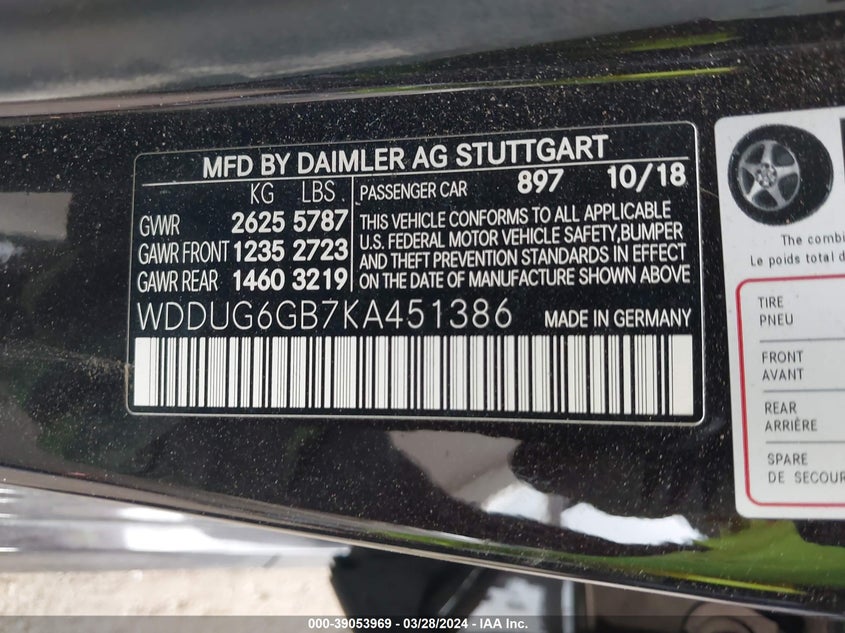 MFD BY DAIMLER AG STUTTGART
KG LBS
GVWR 2625 5787
GAWR FRONT 1235 2723
GAWR REAR 1460 3219
PASSENGER CAR 897 10/18
THIS VEHICLE CONFORMS TO ALL APPLICABLE
U.S. FEDERAL MOTOR VEHICLE SAFETY,BUMPER
AND THEFT PREVENTION STANDARDS IN EFFECT
ON THE DATE OF MANUFACTURE SHOWN ABOVE
WDDUG6GB7KA451386 MADE IN GERMANY
The
Le poids total
TIRE
PNEU
FRONT
AVANT
REAR
ARRIÈRE
SPARE
DE
000-39053969 | 03/28/2024 | IAA Inc.